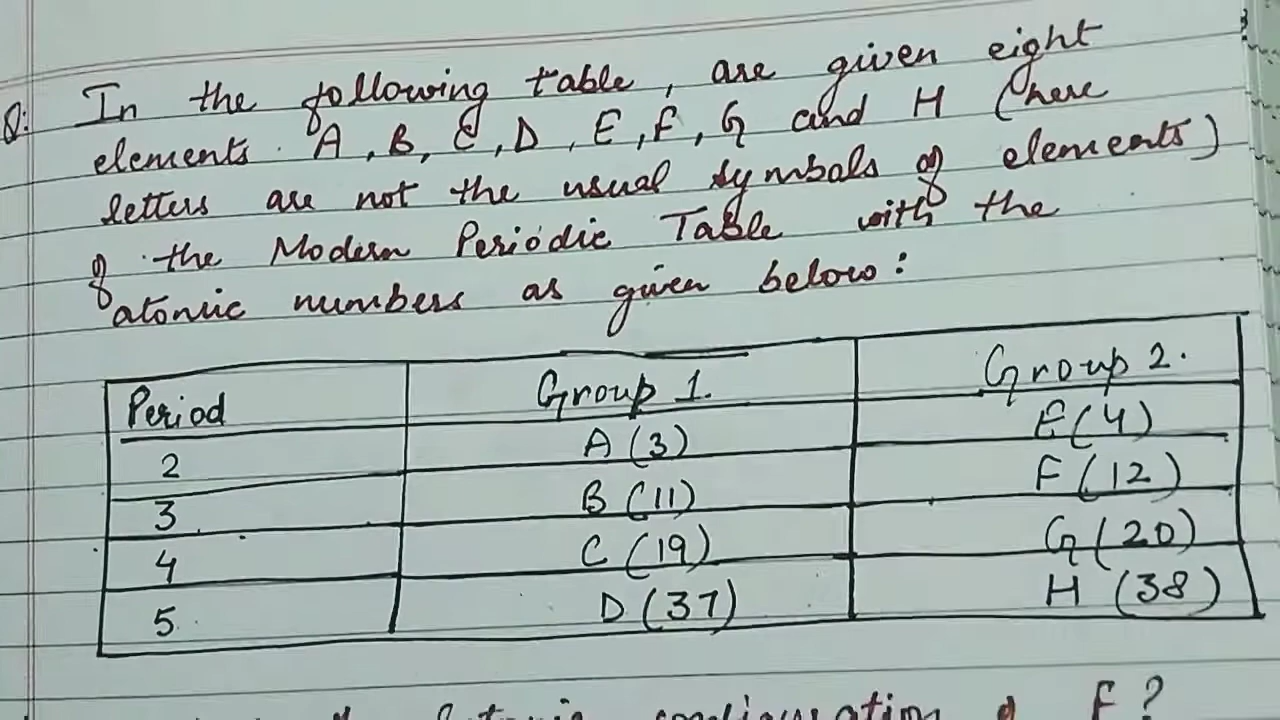 Q: In the following table, are given eight
elements A, B, C, D, E, F, G and H (here
letters are not the usual symbols of elements)
of the Modern Periodic Table with the
atomic numbers as given below:
Period Group 1. Group 2.
2 A (3) E (4)
3 B (11) F (12)
4 C (19) G (20)
5 D (37) H (38)
configuration of F?